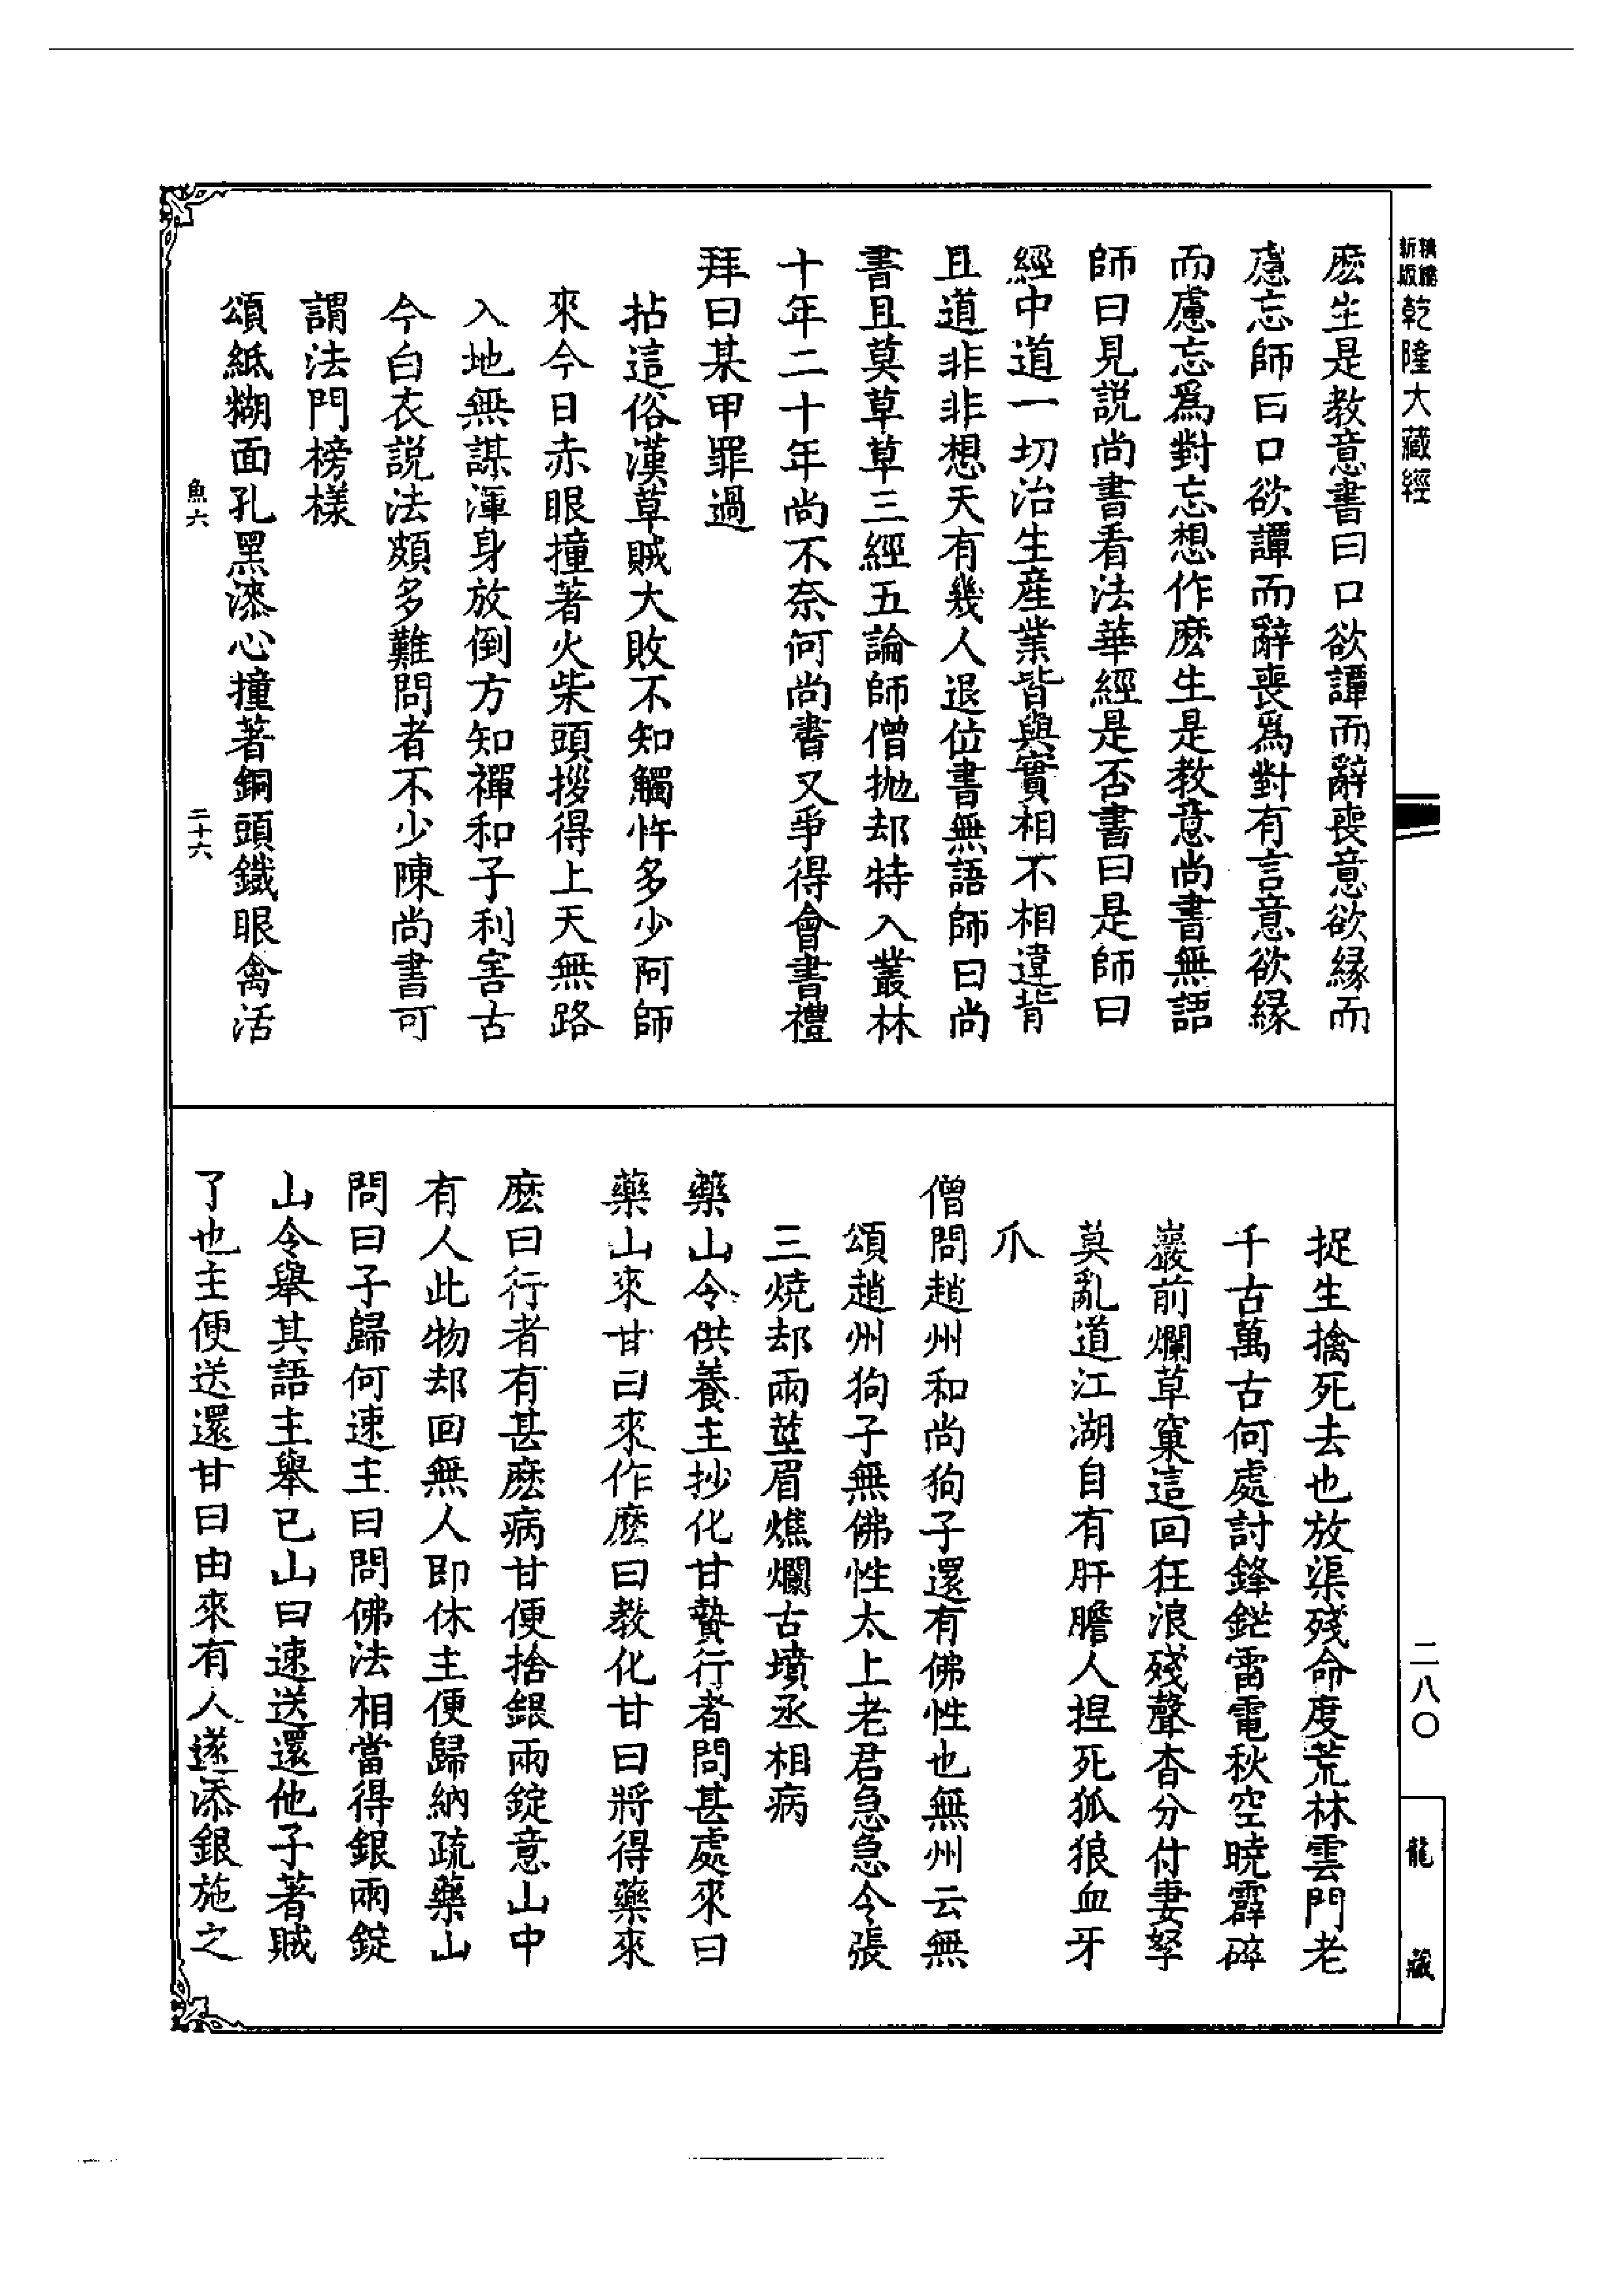 精縮新版乾隆大藏經
麽生是教意書曰口欲譚而辭喪意欲緣而
慮忘師曰口欲譚而辭喪爲對有言意欲緣
而慮忘爲對忘想作麽生是教意尚書無語
師曰見説尚書看法華經是否書曰是師曰
經中道一切治生産業皆與實相不相違背
且道非非想天有幾人退位書無語師曰尚
書且莫草草三經五論師僧抛却特入叢林
十年二十年尚不奈何尚書又爭得會書禮
拜曰某甲罪過
拈這俗漢草賊大敗不知觸忤多少阿師
來今日赤眼撞著火柴頭拶得上天無路
入地無謀渾身放倒方知禪和子利害古
今白衣説法頗多難問者不少陳尚書可
謂法門榜樣
頌紙糊面孔黑漆心撞著銅頭鐵眼禽活
魚六
二十六
捉生擒死去也放渠殘命度荒林雲門老
千古萬古何處討鋒鋩雷電秋空曉霹碎
巖前爛草窠這回狂浪殘聲杳分付妻孥
莫亂道江湖自有肝膽人捏死狐狼血牙
爪
僧問趙州和尚狗子還有佛性也無州云無
頌趙州狗子無佛性太上老君急急令張
三燒却兩莖眉燋爛古墳丞相病
藥山令供養主抄化甘贄行者問甚處來曰
藥山來甘曰來作麽曰教化甘曰將得藥來
麽曰行者有甚麽病甘便捨銀兩錠意山中
有人此物却回無人即休主便歸納疏藥山
問曰子歸何速主曰問佛法相當得銀兩錠
山令舉其語主舉已山曰速送還他子著賊
了也主便送還甘曰由來有人遂添銀施之
二八〇
龍藏